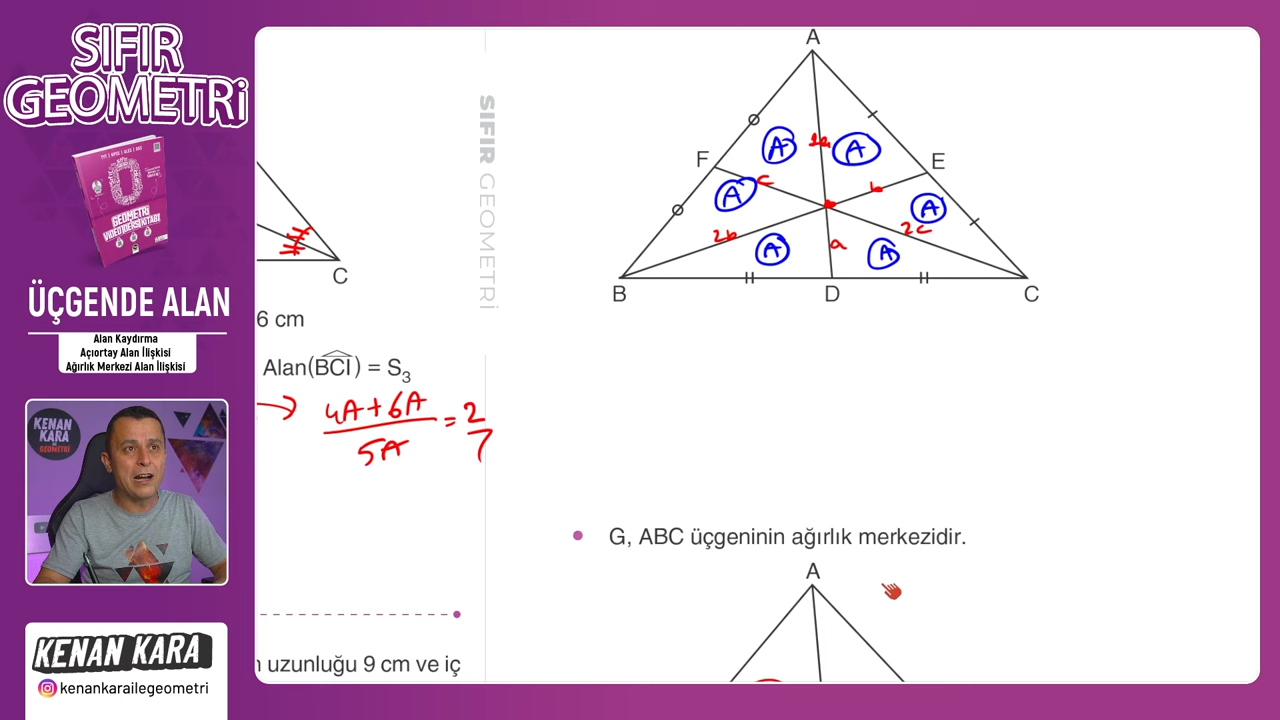 SIFIR
GEOMETRİ
GEOMETRİ
VİDEO DERS KİTABI
ÜÇGENDE ALAN
Alan Kaydırma
Açıortay Alan İlişkisi
Ağırlık Merkezi Alan İlişkisi
KENAN
KARA
GEOMETRİ
KENAN KARA
kenankarailegeometri
C
6 cm
Alan(BCI) = S3
4A+6A
5A
= 2
uzunluğu 9 cm ve iç
SIFIR GEOMETRİ
A
F
E
B
D
C
A
A
A
A
A
A
2a
c
b
2b
a
2c
G, ABC üçgeninin ağırlık merkezidir.
A